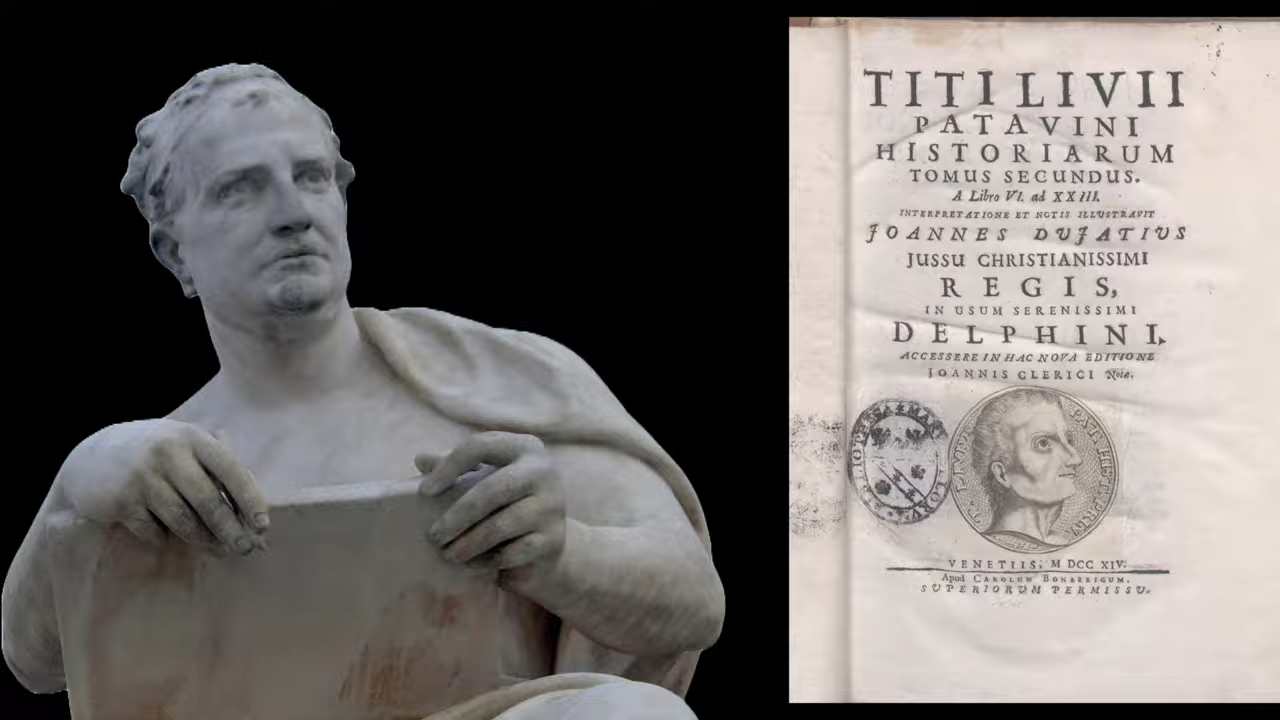 TITI LIVII
PATAVINI
HISTORIARUM
TOMUS SECUNDUS.
A Libro VI. ad XXIII.
INTERPRETATIONE ET NOTIS ILLUSTRAVIT
JOANNES DUJATIUS
JUSSU CHRISTIANISSIMI
REGIS,
IN USUM SERENISSIMI
DELPHINI,
ACCESSERE IN HAC NOVA EDITIONE
JOANNIS CLERICI Notæ.
VENETIIS, M DCC XIV.
Apud CAROLUM BONARRIGUM,
SUPERIORUM PERMISSU.